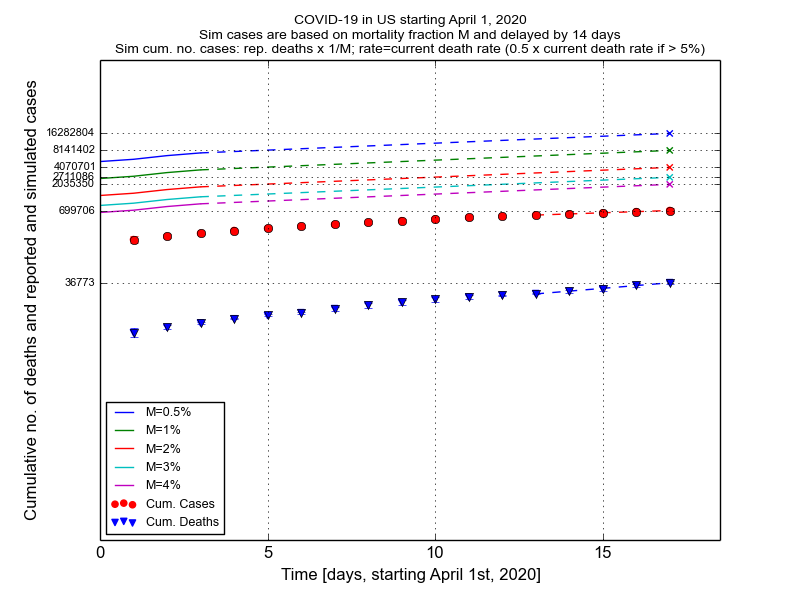 COVID-19 in US starting April 1, 2020
Sim cases are based on mortality fraction M and delayed by 14 days
Sim cum. no. cases: rep. deaths x 1/M; rate=current death rate (0.5 x current death rate if > 5%)
Cumulative no. of deaths and reported and simulated cases
16282804
8141402
4070701
2711086
2035350
699706
36773
M=0.5%
M=1%
M=2%
M=3%
M=4%
Cum. Cases
Cum. Deaths
0 5 10 15
Time [days, starting April 1st, 2020]